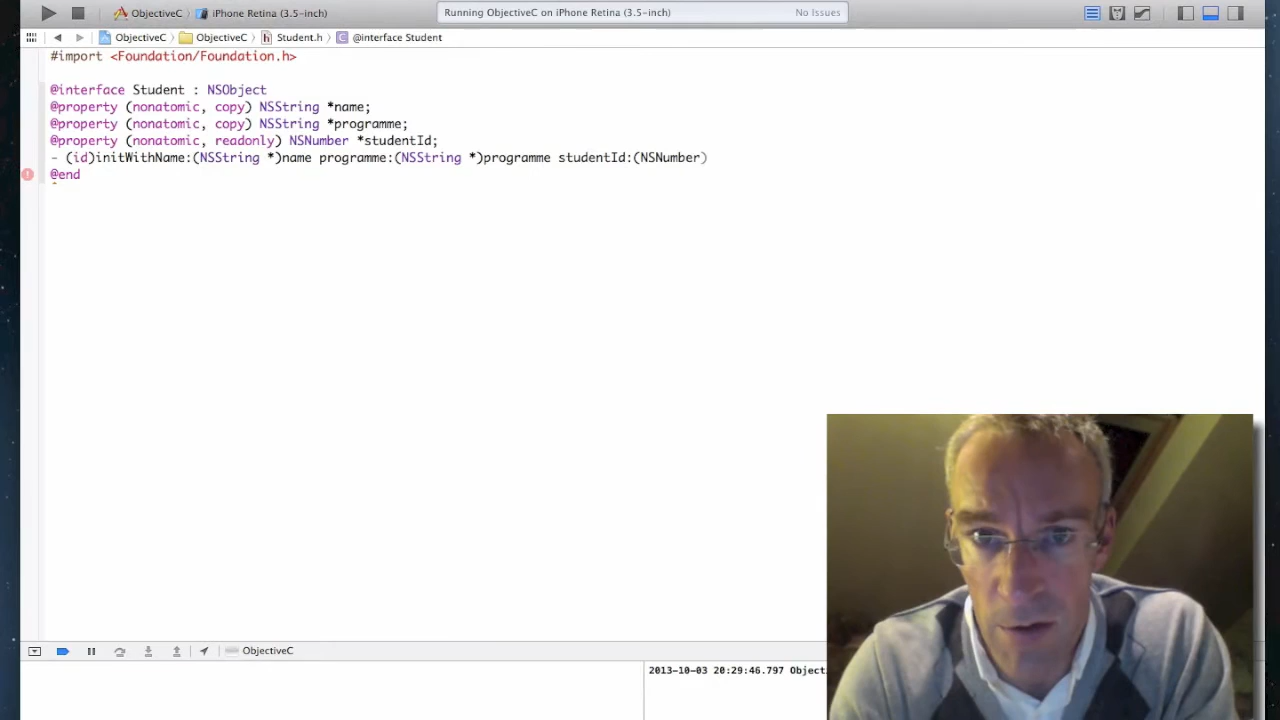 ObjectiveC iPhone Retina (3.5-inch) Running ObjectiveC on iPhone Retina (3.5-inch) No Issues
ObjectiveC ObjectiveC Student.h @interface Student
#import <Foundation/Foundation.h>
@interface Student : NSObject
@property (nonatomic, copy) NSString *name;
@property (nonatomic, copy) NSString *programme;
@property (nonatomic, readonly) NSNumber *studentId;
- (id)initWithName:(NSString *)name programme:(NSString *)programme studentId:(NSNumber)
@end
ObjectiveC
2013-10-03 20:29:46.797 Objecti